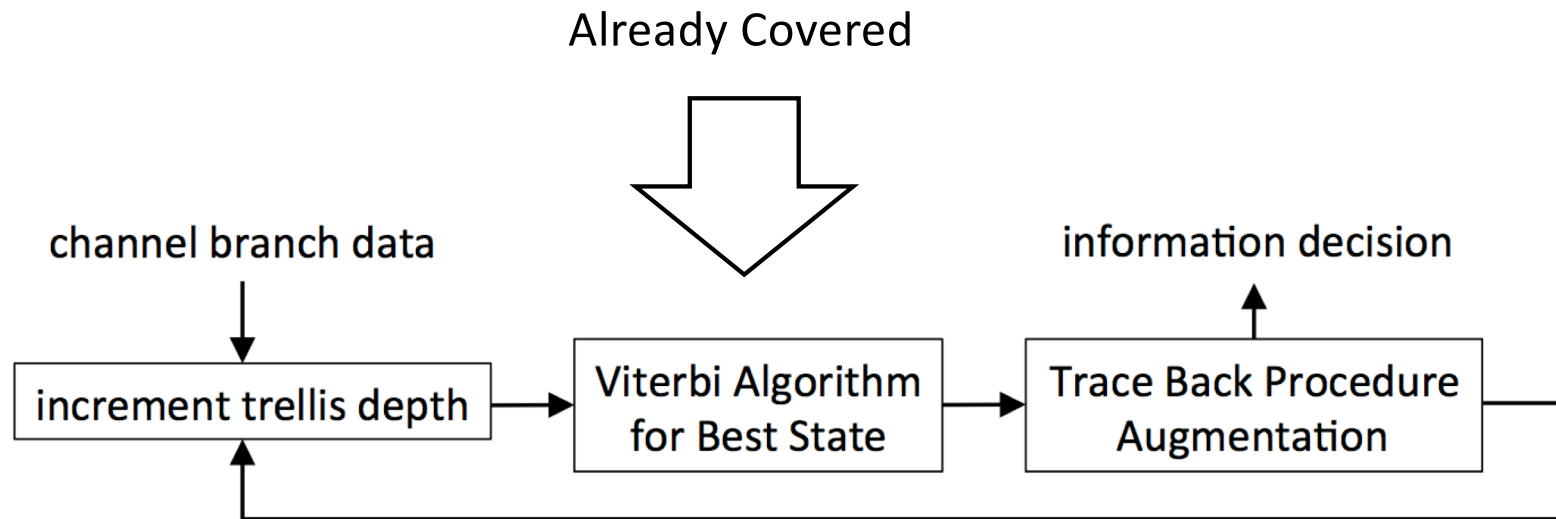 Already Covered
channel branch data
information decision
increment trellis depth
Viterbi Algorithm
for Best State
Trace Back Procedure
Augmentation